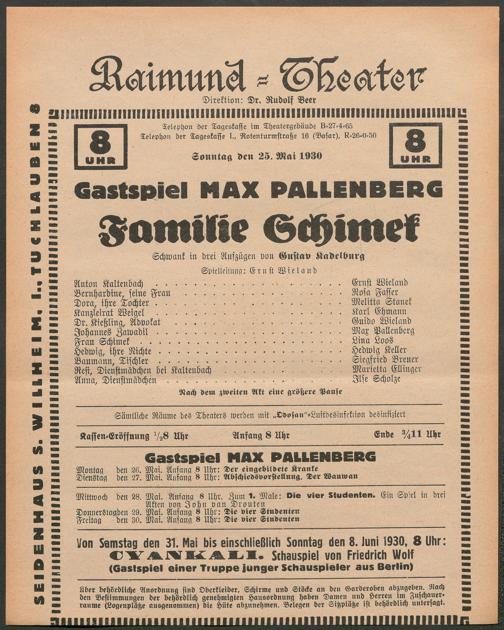 Raimund-Theater
Direktion: Dr. Rudolf Beer
SEIDENHAUS S. WILLHEIM, I., TUCHLAUBEN 8
8 UHR
Telephon der Tageskasse im Theatergebäude B-27-4-65
Telephon der Tageskasse I., Rotenturmstraße 16 (Basar), R-26-0-50
8 UHR
Sonntag den 25. Mai 1930
Gastspiel MAX PALLENBERG
Familie Schimek
Schwank in drei Aufzügen von Gustav Kadelburg
Spielleitung: Ernst Wieland
Anton Kaltenbach . . . . . Ernst Wieland
Bernhardine, seine Frau . . . . . Rosa Fasser
Dora, ihre Tochter . . . . . Melitta Stanek
Kanzleirat Weigel . . . . . Karl Ehmann
Dr. Kießling, Advokat . . . . . Guido Wieland
Johannes Zawadil . . . . . Max Pallenberg
Frau Schimek . . . . . Lina Loos
Hedwig, ihre Nichte . . . . . Hedwig Keller
Baumann, Tischler . . . . . Siegfried Breuer
Resi, Dienstmädchen bei Kaltenbach . . . . . Marietta Ellinger
Anna, Dienstmädchen . . . . . Ilse Scholze
Nach dem zweiten Akt eine größere Pause
Sämtliche Räume des Theaters werden mit „Ovosan"-Luftdesinfektion desinfiziert
Kassen-Eröffnung ½8 Uhr Anfang 8 Uhr Ende ¾11 Uhr
Gastspiel MAX PALLENBERG
Montag den 26. Mai. Anfang 8 Uhr: Der eingebildete Kranke
Dienstag den 27. Mai. Anfang 8 Uhr: Abschiedsvorstellung. Der Wauwau
Mittwoch den 28. Mai. Anfang 8 Uhr. Zum 1. Male: Die vier Studenten. Ein Spiel in drei
Akten von John van Druten
Donnerstag den 29. Mai. Anfang 8 Uhr: Die vier Studenten
Freitag den 30. Mai. Anfang 8 Uhr: Die vier Studenten
Von Samstag den 31. Mai bis einschließlich Sonntag den 8. Juni 1930, 8 Uhr:
CYANKALI. Schauspiel von Friedrich Wolf
(Gastspiel einer Truppe junger Schauspieler aus Berlin)
Über behördliche Anordnung sind Oberkleider, Schirme und Stöcke an den Garderoben abzugeben. Nach
den Bestimmungen der behördlich genehmigten Hausordnung haben Damen und Herren im Zuschauer-
raume (Logenplätze ausgenommen) die Hüte abzunehmen. Belegen der Sitzplätze ist behördlich untersagt.